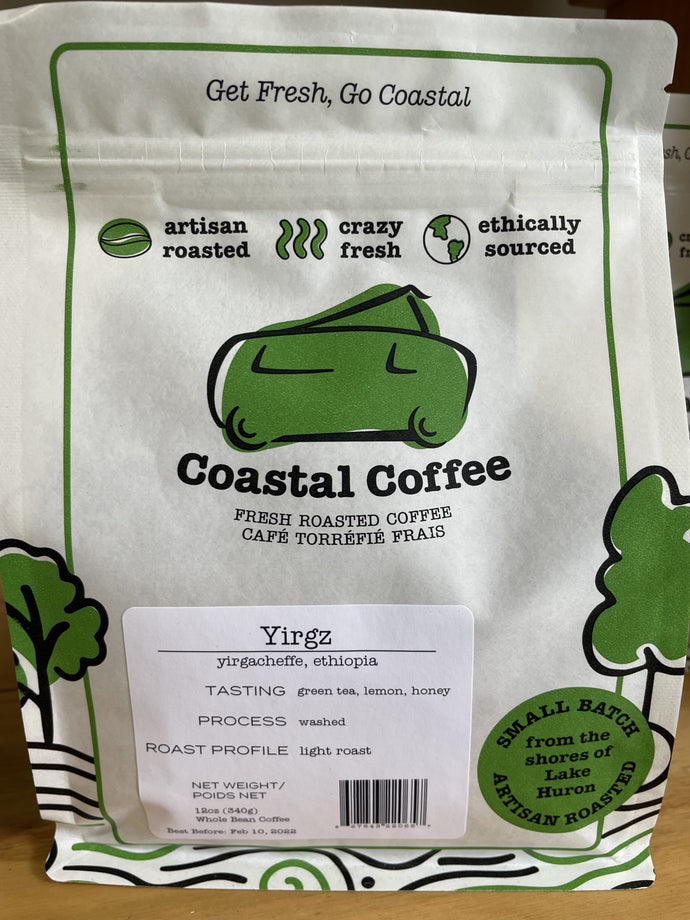 Get Fresh, Go Coastal
artisan
roasted
crazy
fresh
ethically
sourced
Coastal Coffee
FRESH ROASTED COFFEE
CAFÉ TORRÉFIÉ FRAIS
Yirgz
yirgacheffe, ethiopia
TASTING green tea, lemon, honey
PROCESS washed
ROAST PROFILE light roast
NET WEIGHT/
POIDS NET
12oz (340g)
Whole Bean Coffee
Best Before: Feb 10, 2022
SMALL BATCH
from the
shores of
Lake
Huron
ARTISAN ROASTED